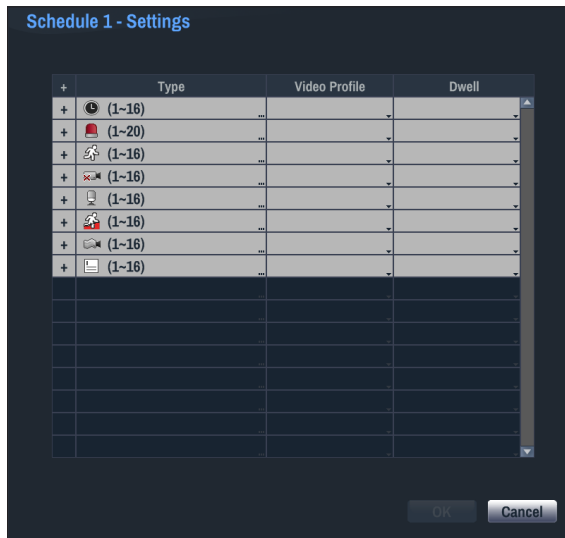 Schedule 1 - Settings
+ Type Video Profile Dwell
+ (1~16) ...
+ (1~20) ...
+ (1~16) ...
+ (1~16) ...
+ (1~16) ...
+ (1~16) ...
+ (1~16) ...
+ (1~16) ...
OK Cancel